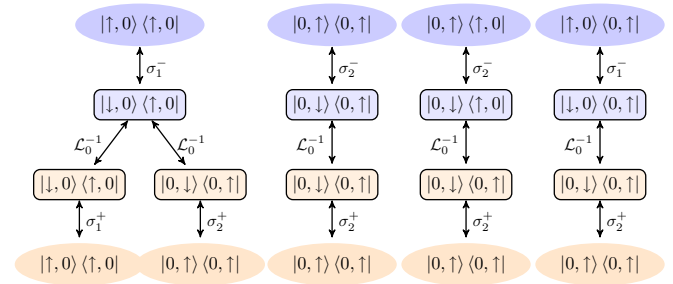 |↑, 0⟩ ⟨↑, 0| |0, ↑⟩ ⟨0, ↑| |0, ↑⟩ ⟨↑, 0| |↑, 0⟩ ⟨0, ↑|
σ₁⁻ σ₂⁻ σ₂⁻ σ₁⁻
|↓, 0⟩ ⟨↑, 0| |0, ↓⟩ ⟨0, ↑| |0, ↓⟩ ⟨↑, 0| |↓, 0⟩ ⟨0, ↑|
ℒ₀⁻¹ ℒ₀⁻¹ ℒ₀⁻¹ ℒ₀⁻¹ ℒ₀⁻¹
|↓, 0⟩ ⟨↑, 0| |0, ↓⟩ ⟨0, ↑| |0, ↓⟩ ⟨0, ↑| |0, ↓⟩ ⟨0, ↑| |0, ↓⟩ ⟨0, ↑|
σ₁⁺ σ₂⁺ σ₂⁺ σ₂⁺ σ₂⁺
|↑, 0⟩ ⟨↑, 0| |0, ↑⟩ ⟨0, ↑| |0, ↑⟩ ⟨0, ↑| |0, ↑⟩ ⟨0, ↑| |0, ↑⟩ ⟨0, ↑|